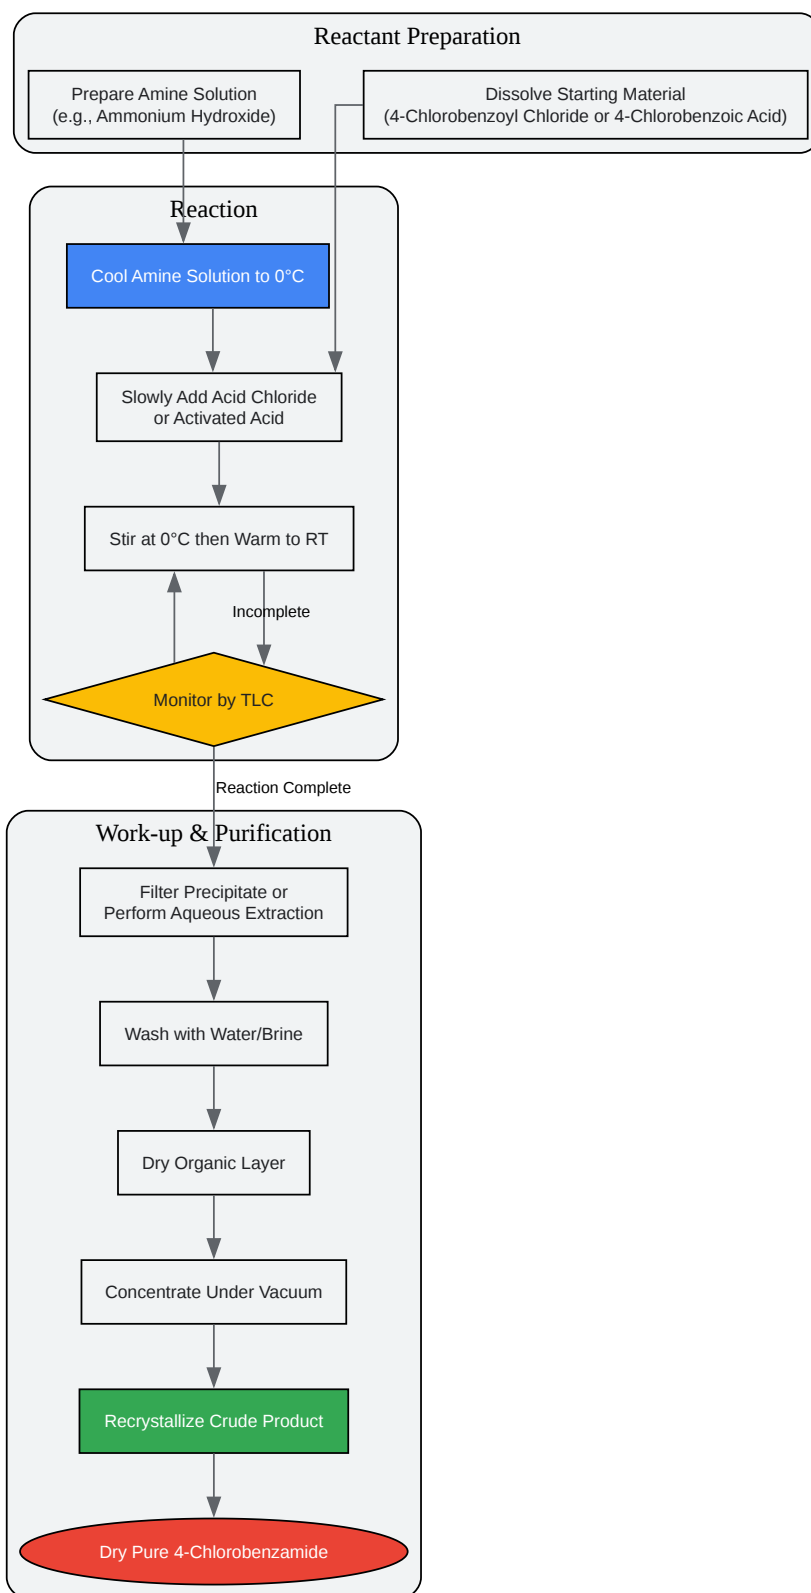 Reactant Preparation
Prepare Amine Solution
(e.g., Ammonium Hydroxide)
Dissolve Starting Material
(4-Chlorobenzoyl Chloride or 4-Chlorobenzoic Acid)
Reaction
Cool Amine Solution to 0°C
Slowly Add Acid Chloride
or Activated Acid
Stir at 0°C then Warm to RT
Incomplete
Monitor by TLC
Reaction Complete
Work-up & Purification
Filter Precipitate or
Perform Aqueous Extraction
Wash with Water/Brine
Dry Organic Layer
Concentrate Under Vacuum
Recrystallize Crude Product
Dry Pure 4-Chlorobenzamide